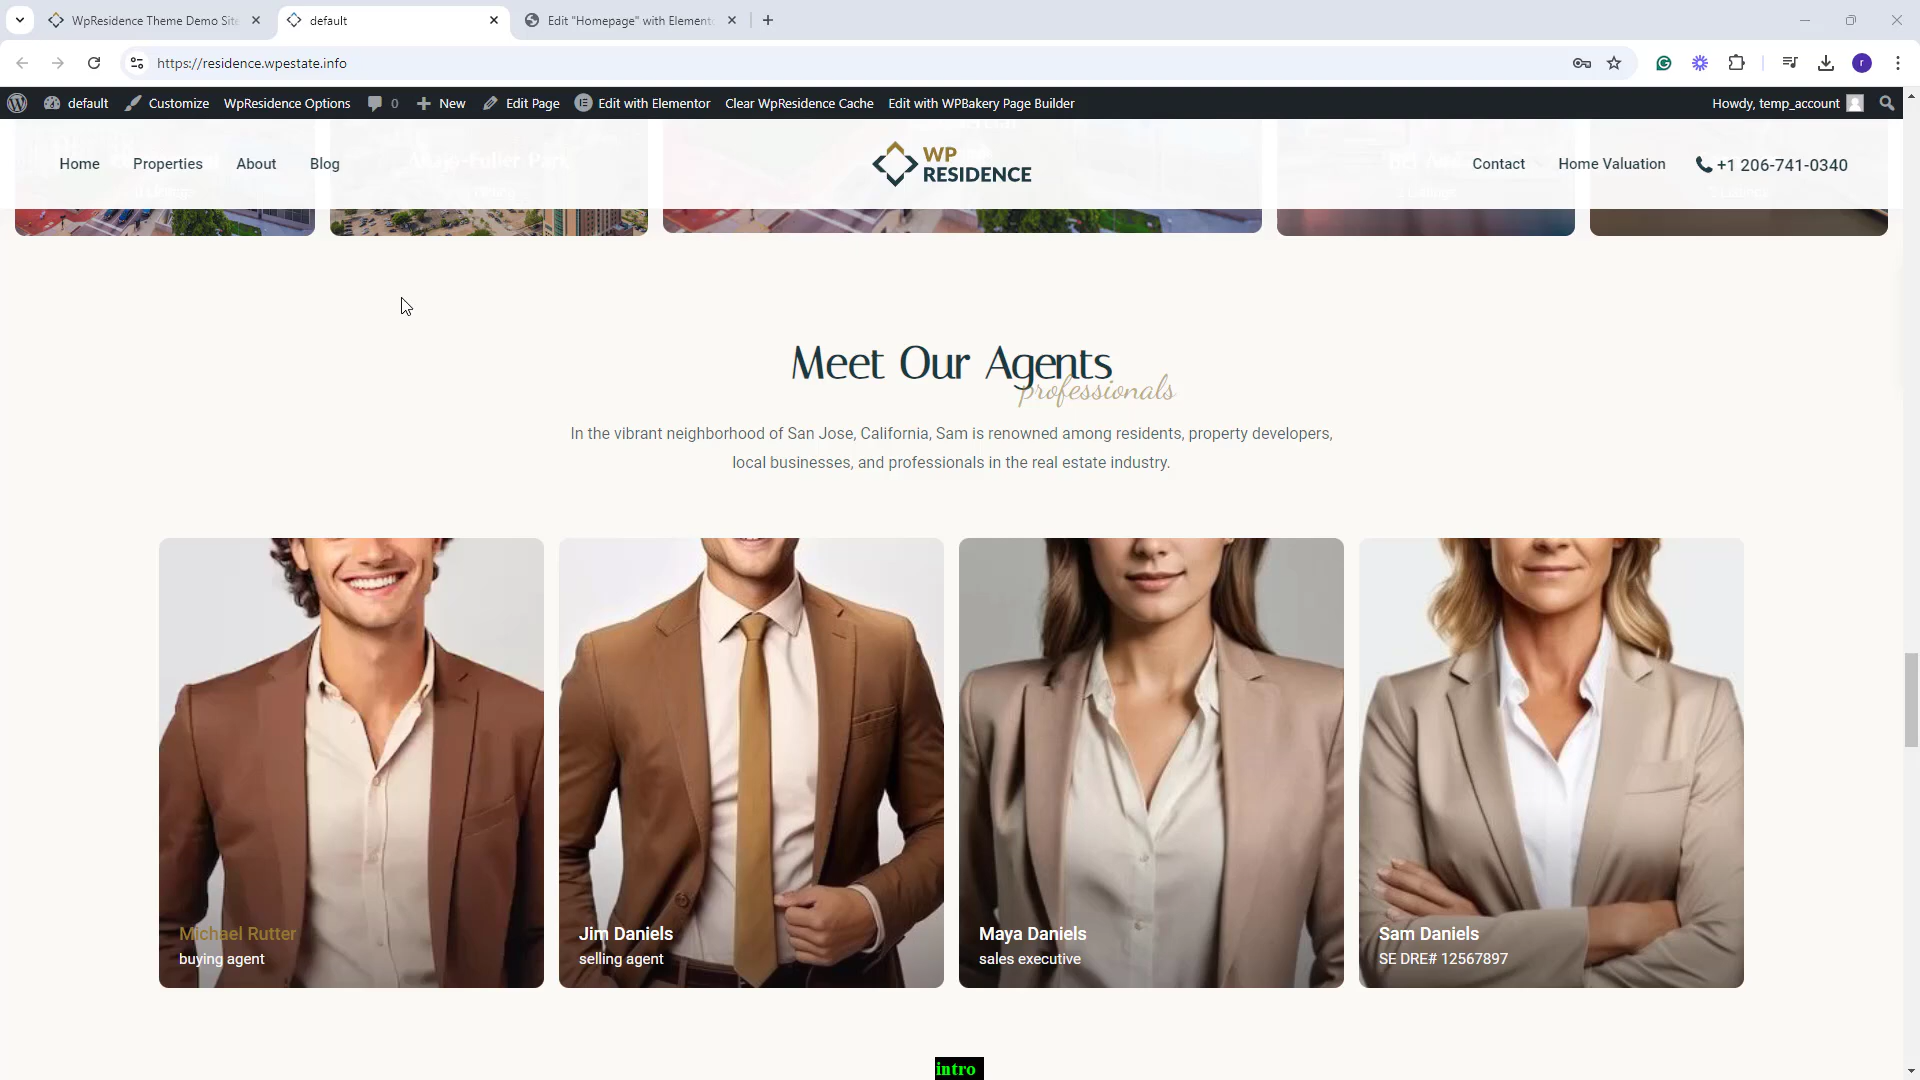 WpResidence Theme Demo Site
default
Edit "Homepage" with Elemento
https://residence.wpestate.info
default
Customize
WpResidence Options
0
New
Edit Page
Edit with Elementor
Clear WpResidence Cache
Edit with WPBakery Page Builder
Howdy, temp_account
r
Home
Properties
About
Blog
WP
RESIDENCE
Contact
Home Valuation
+1 206-741-0340
Meet Our Agents
professionals
In the vibrant neighborhood of San Jose, California, Sam is renowned among residents, property developers,
local businesses, and professionals in the real estate industry.
Michael Rutter
buying agent
Jim Daniels
selling agent
Maya Daniels
sales executive
Sam Daniels
SE DRE# 12567897
intro